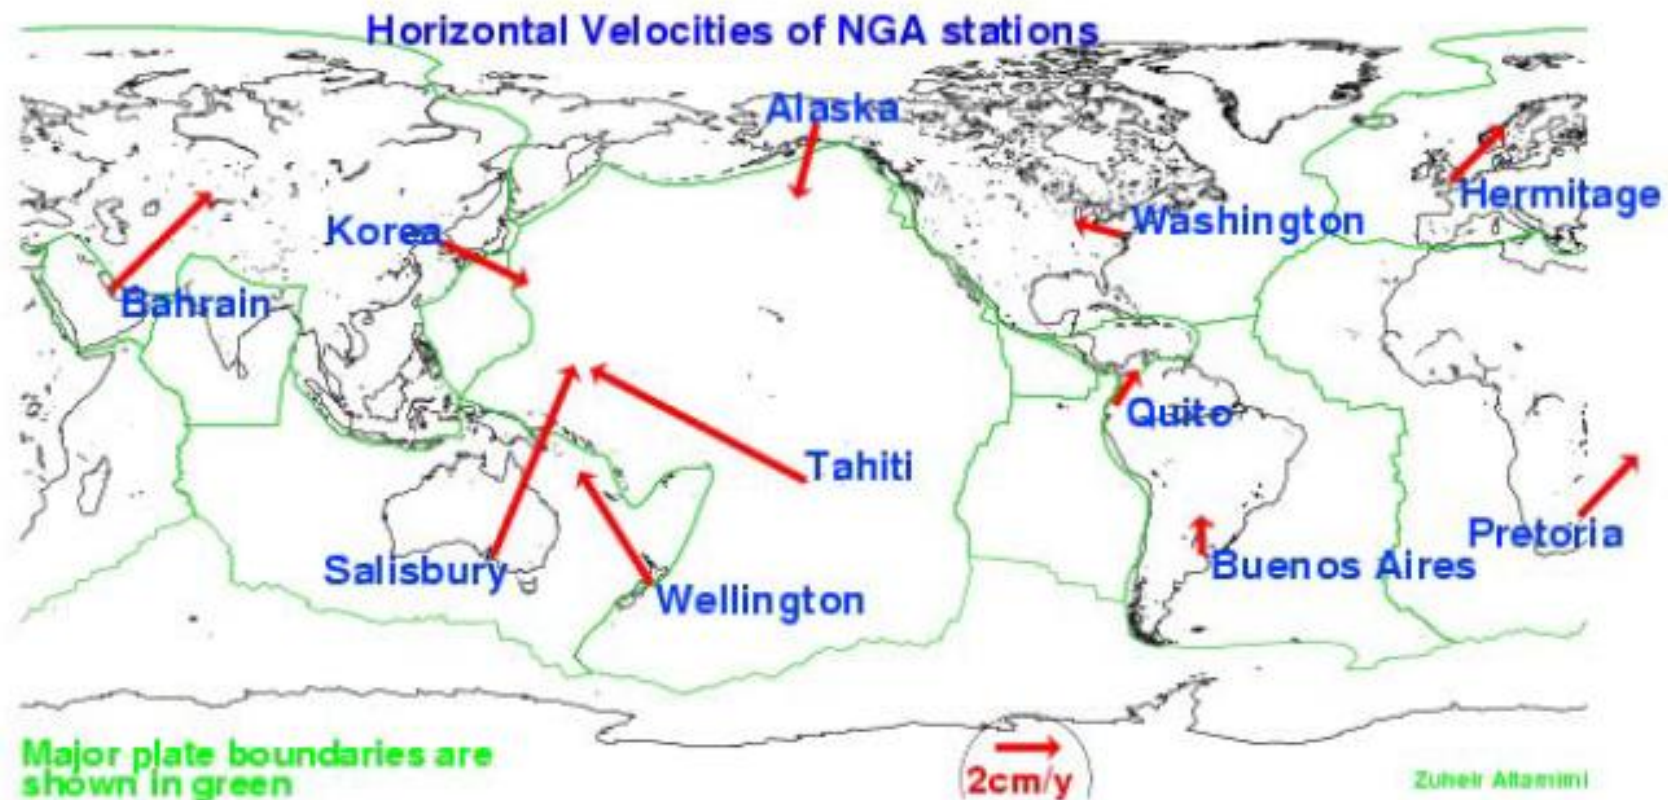 Horizontal Velocities of NGA stations
Alaska
Hermitage
Washington
Korea
Bahrain
Quito
Tahiti
Pretoria
Buenos Aires
Salisbury
Wellington
Major plate boundaries are
shown in green
2cm/y
Zuheir Altamimi